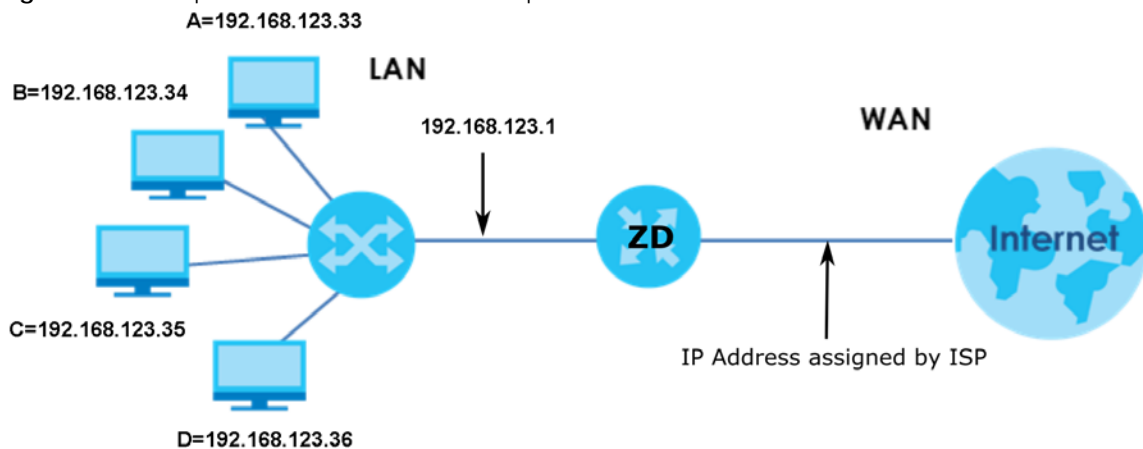 A=192.168.123.33
LAN
B=192.168.123.34
192.168.123.1
WAN
ZD
Internet
C=192.168.123.35
IP Address assigned by ISP
D=192.168.123.36